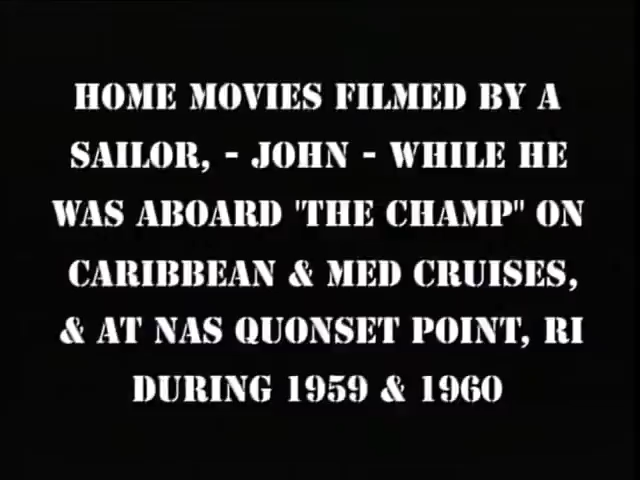 HOME MOVIES FILMED BY A
SAILOR, - JOHN - WHILE HE
WAS ABOARD "THE CHAMP" ON
CARIBBEAN & MED CRUISES,
& AT NAS QUONSET POINT, RI
DURING 1959 & 1960